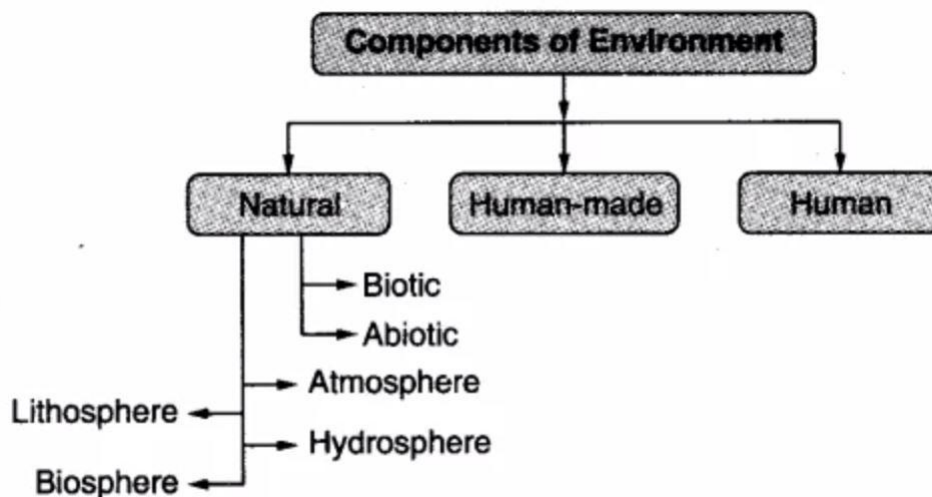 Components of Environment
Natural
Human-made
Human
Biotic
Abiotic
Atmosphere
Lithosphere
Hydrosphere
Biosphere